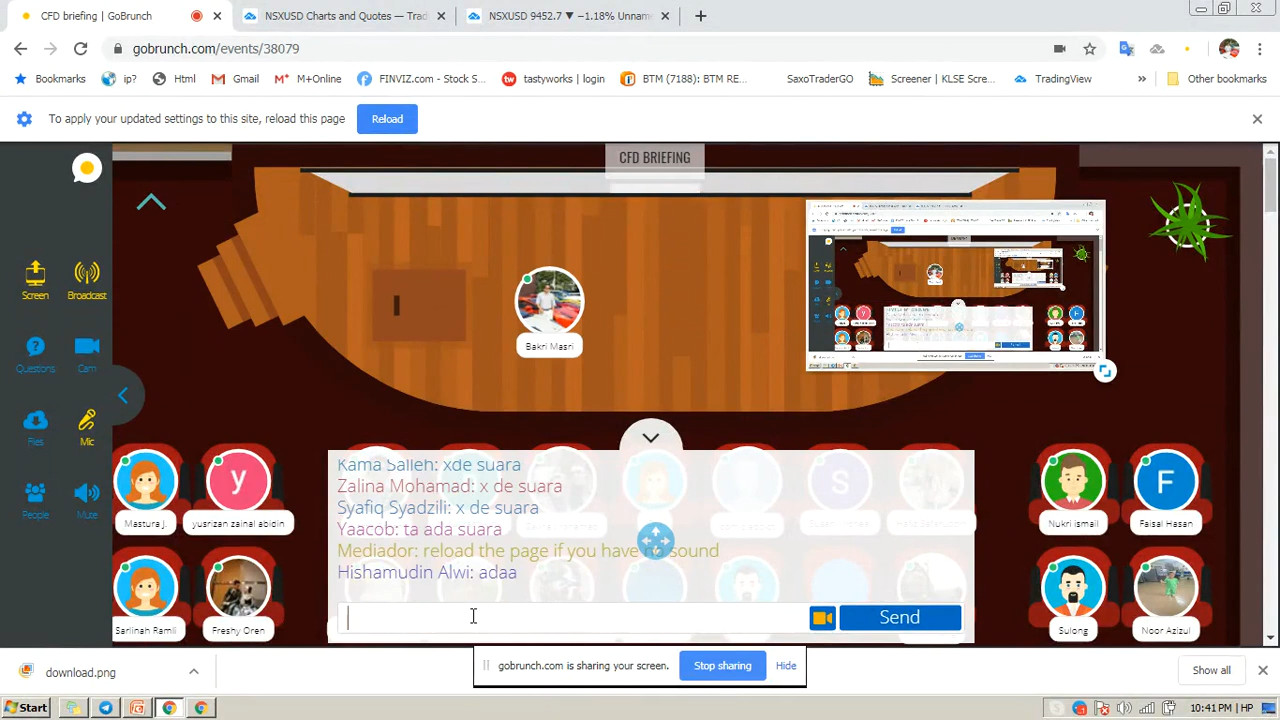 CFD briefing | GoBrunch
NSXUSD Charts and Quotes — Trad
NSXUSD 9452.7 ▼ −1.18% Unnam
gobrunch.com/events/38079
Bookmarks
ip?
Html
Gmail
M+Online
FINVIZ.com - Stock S...
tastyworks | login
BTM (7188): BTM RE...
SaxoTraderGO
Screener | KLSE Scre...
TradingView
»
Other bookmarks
To apply your updated settings to this site, reload this page
Reload
CFD BRIEFING
Screen
Broadcast
Questions
Cam
Files
Mic
People
Mute
Bakri Masri
Kama Salleh: xde suara
Zalina Mohamad: x de suara
Syafiq Syadzili: x de suara
Yaacob: ta ada suara
Mediador: reload the page if you have no sound
Hishamudin Alwi: adaa
Send
Mastura J.
y
yusrizan zainal abidin
S
Nukri ismail
F
Faisal Hasan
Sarlinah Ramli
Freshy Oren
Sulong
Noor Azizul
gobrunch.com is sharing your screen.
Stop sharing
Hide
download.png
Show all
Start
10:41 PM | HP